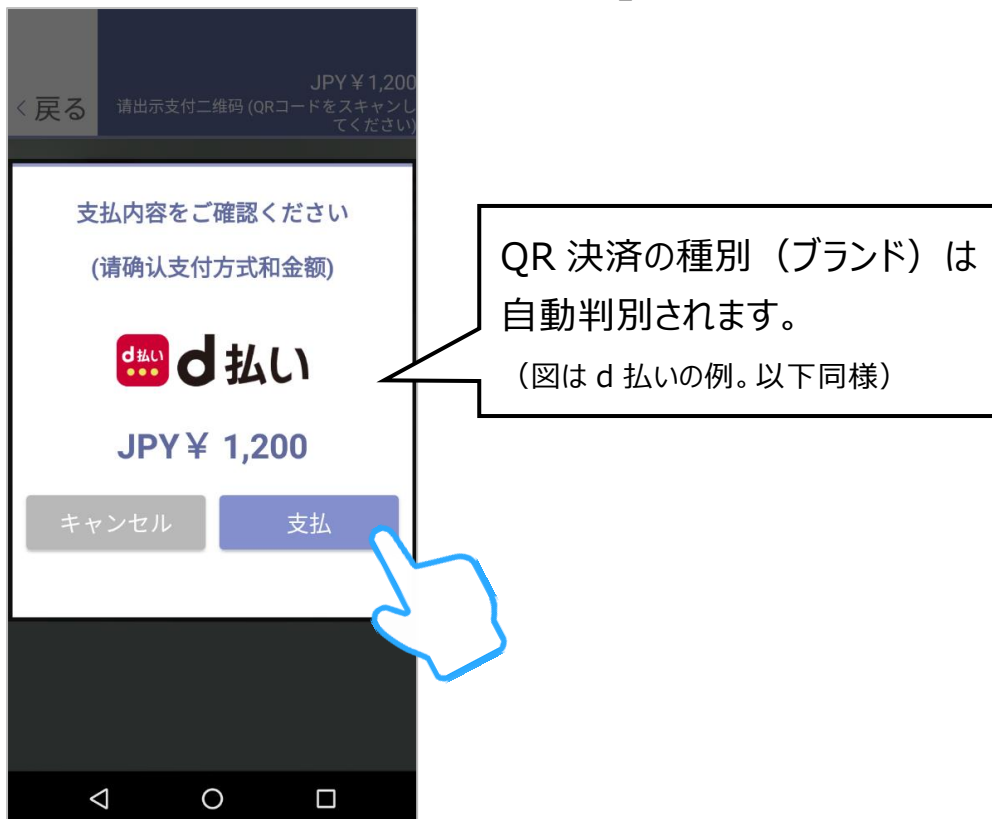 JPY￥1,200
<戻る
请出示支付二维码 (QRコードをスキャンし
てください)
支払内容をご確認ください
(请确认支付方式和金额)
d払い d払い
JPY￥ 1,200
キャンセル 支払
QR 決済の種別（ブランド）は
自動判別されます。
（図は d 払いの例。以下同様）